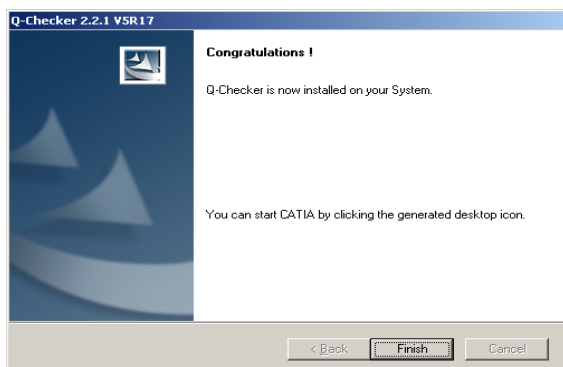 Q-Checker 2.2.1 V5R17
Congratulations !
Q-Checker is now installed on your System.
You can start CATIA by clicking the generated desktop icon.
< Back
Finish
Cancel